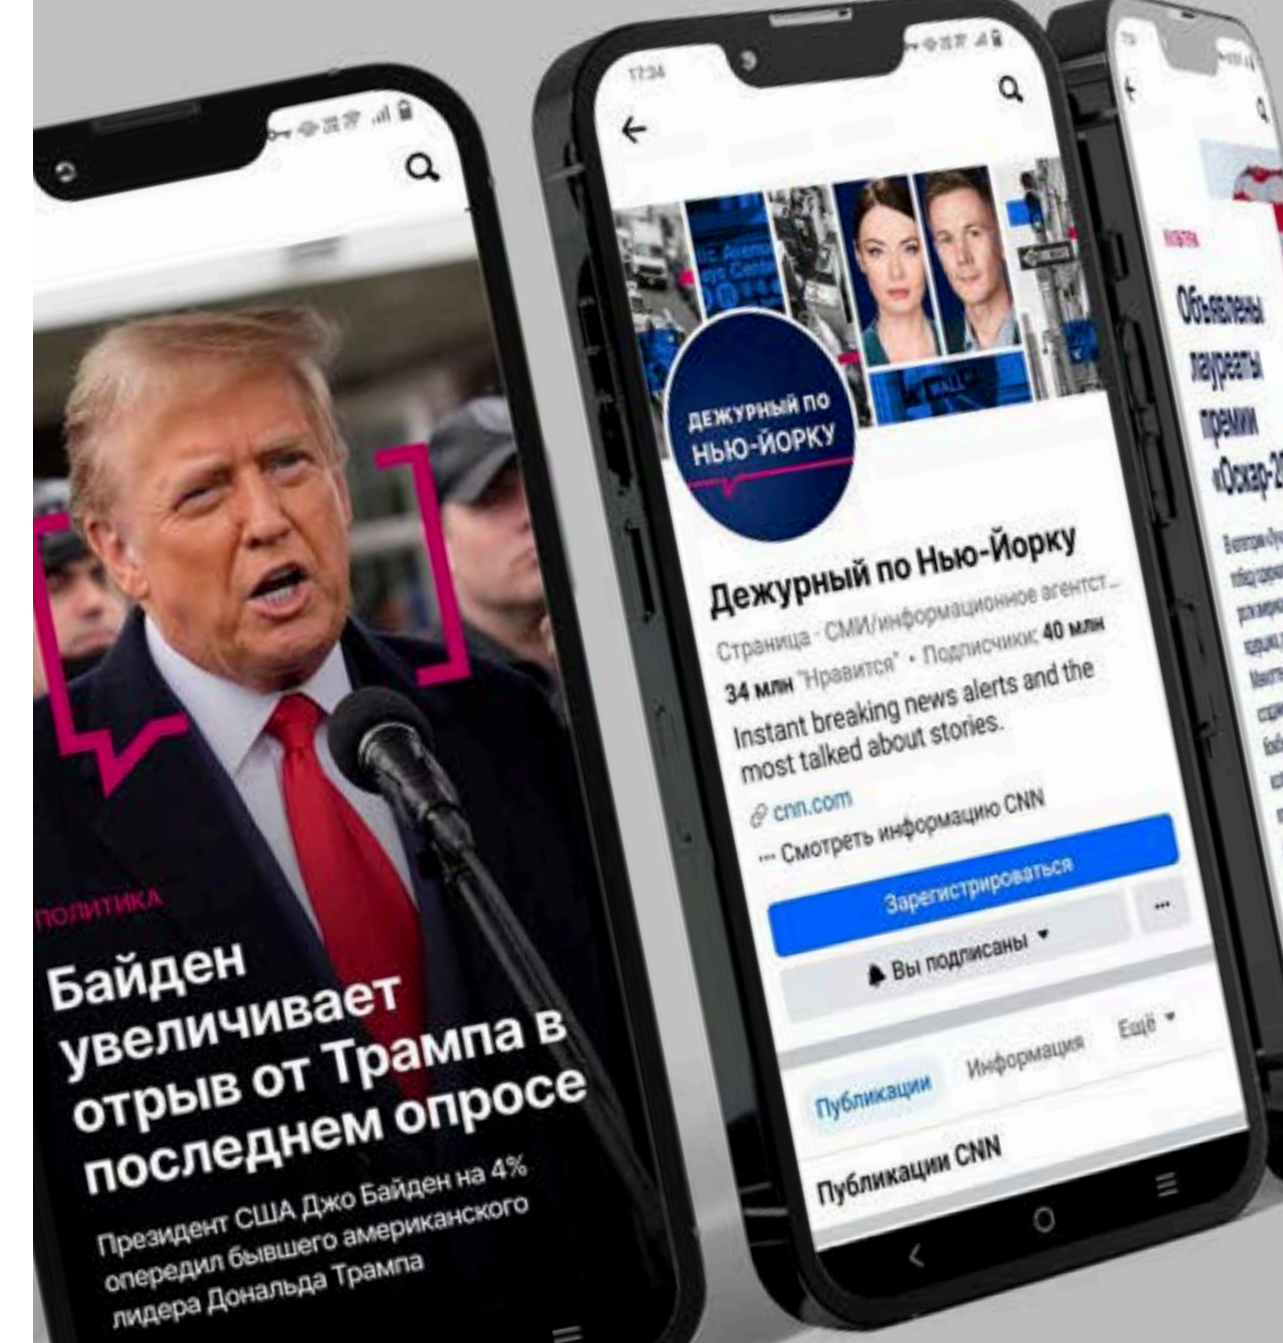 ПОЛИТИКА
Байден
увеличивает
отрыв от Трампа в
последнем опросе
Президент США Джо Байден на 4%
опередил бывшего американского
лидера Дональда Трампа
17:34
WALL
ДЕЖУРНЫЙ ПО
НЬЮ-ЙОРКУ
Дежурный по Нью-Йорку
Страница · СМИ/информационное агентст...
34 млн "Нравится" • Подписчики: 40 млн
Instant breaking news alerts and the
most talked about stories.
cnn.com
··· Смотреть информацию CNN
Зарегистрироваться
Вы подписаны
Публикации
Информация
Ещё
Публикации CNN
Объявлены
лауреаты
премии
«Оскар-20